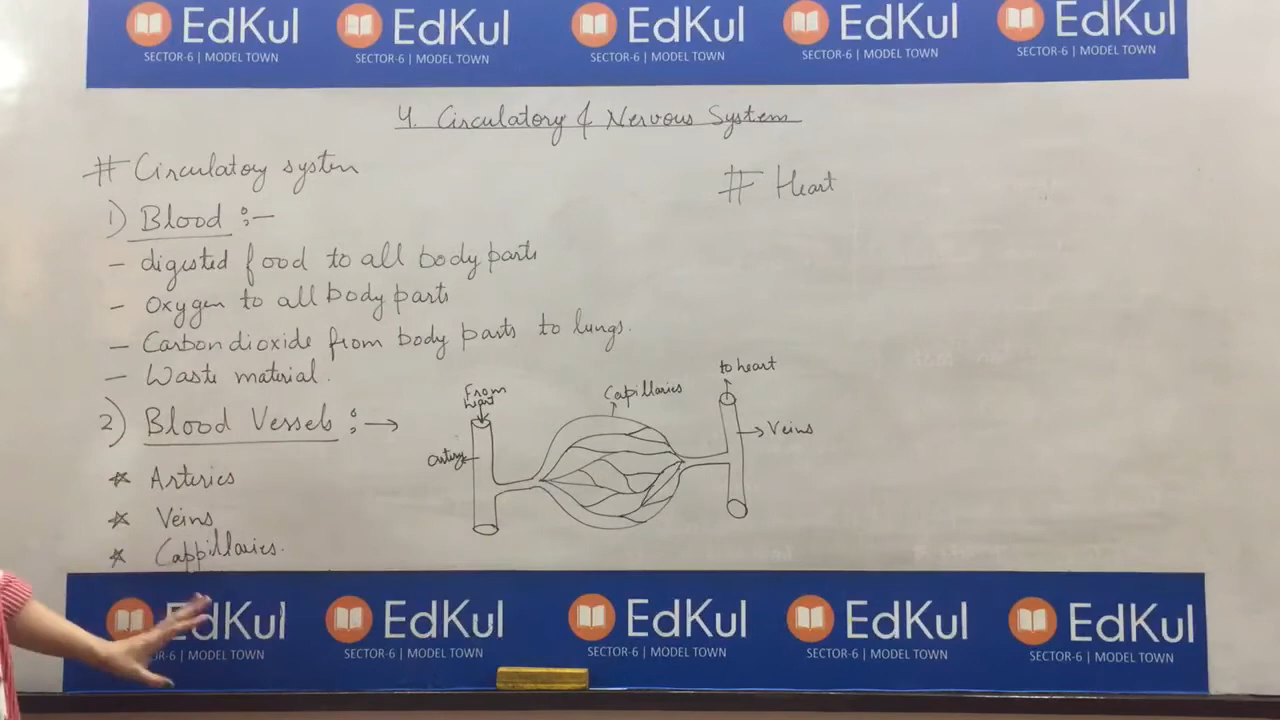 EdKul EdKul EdKul EdKul EdKul
SECTOR-6 | MODEL TOWN SECTOR-6 | MODEL TOWN SECTOR-6 | MODEL TOWN SECTOR-6 | MODEL TOWN SECTOR-6 | MODEL TOWN
4. Circulatory & Nervous System
# Circulatory system
1) Blood :-
- digested food to all body parts
- Oxygen to all body parts
- Carbondioxide from body parts to lungs.
- Waste material.
2) Blood Vessels :→
* Arteries
* Veins
* Cappillaries.
From
heart
artery
Capillaries
to heart
Veins
# Heart
EdKul EdKul EdKul EdKul EdKul
R-6 | MODEL TOWN SECTOR-6 | MODEL TOWN SECTOR-6 | MODEL TOWN SECTOR-6 | MODEL TOWN SECTOR-6 | MODEL TOWN